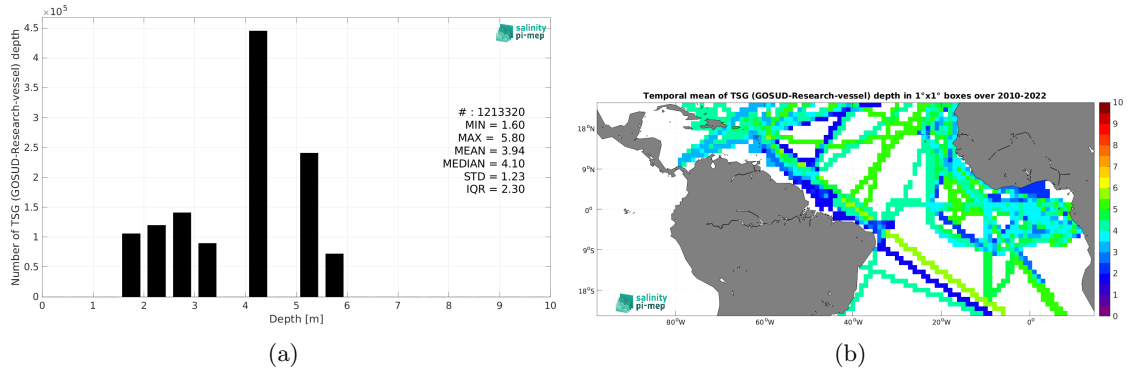 ×10⁵
4.5
4
3.5
3
2.5
2
1.5
1
0.5
0
Number of TSG (GOSUD-Research-vessel) depth
salinity
pi-mep
# : 1213320
MIN = 1.60
MAX = 5.80
MEAN = 3.94
MEDIAN = 4.10
STD = 1.23
IQR = 2.30
0 1 2 3 4 5 6 7 8 9 10
Depth [m]
(a)
Temporal mean of TSG (GOSUD-Research-vessel) depth in 1°x1° boxes over 2010-2022
18°N
9°N
0°
9°S
18°S
salinity
pi-mep
80°W 60°W 40°W 20°W 0°
10
9
8
7
6
5
4
3
2
1
0
(b)